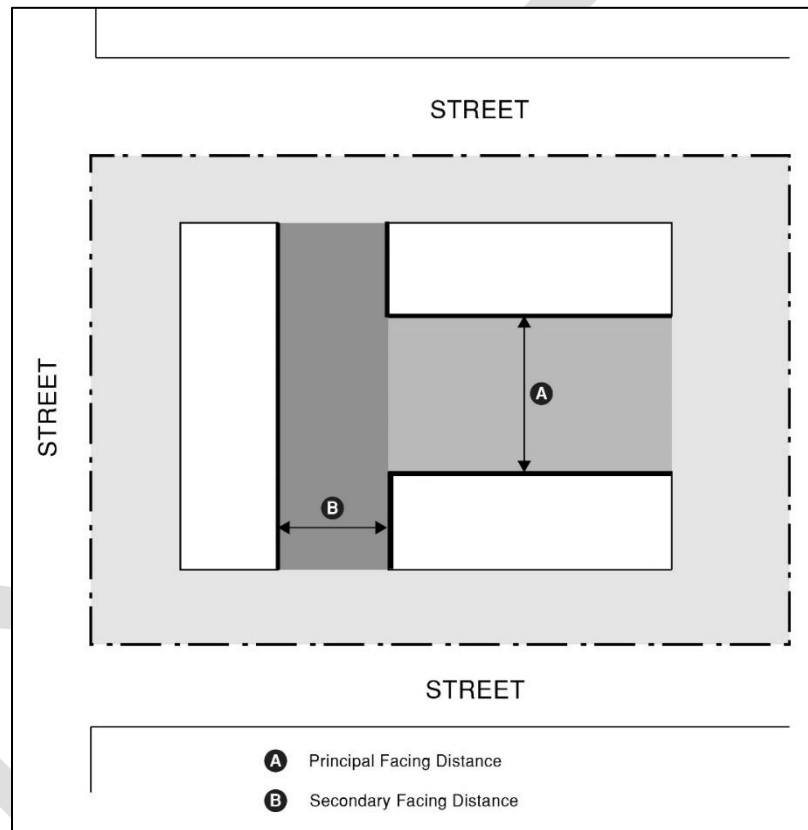 STREET
STREET
A
B
STREET
A Principal Facing Distance
B Secondary Facing Distance